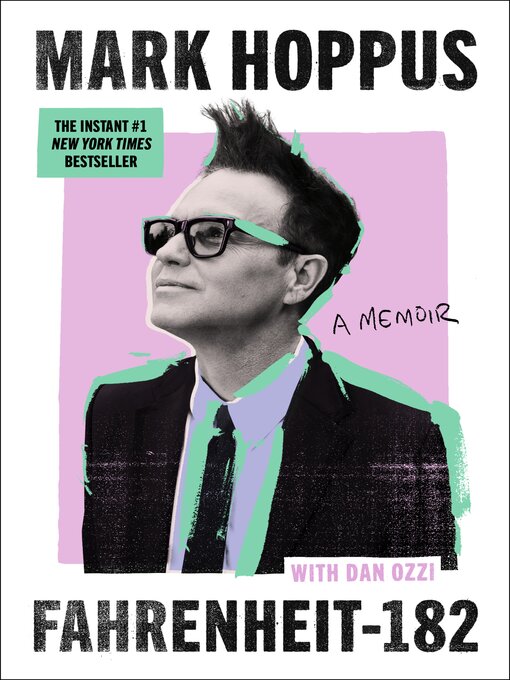 MARK HOPPUS
THE INSTANT #1
NEW YORK TIMES
BESTSELLER
A MEMOIR
WITH DAN OZZI
FAHRENHEIT-182